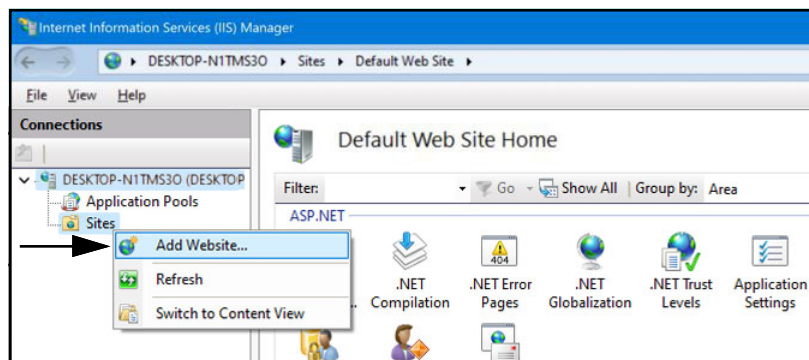 Internet Information Services (IIS) Manager
DESKTOP-N1TMS3O Sites Default Web Site
File View Help
Connections
Default Web Site Home
DESKTOP-N1TMS3O (DESKTOP
Filter: Go Show All Group by: Area
Application Pools
Sites
ASP.NET
Add Website...
404
Refresh
.NET Compilation
.NET Error Pages
.NET Globalization
.NET Trust Levels
Application Settings
Switch to Content View